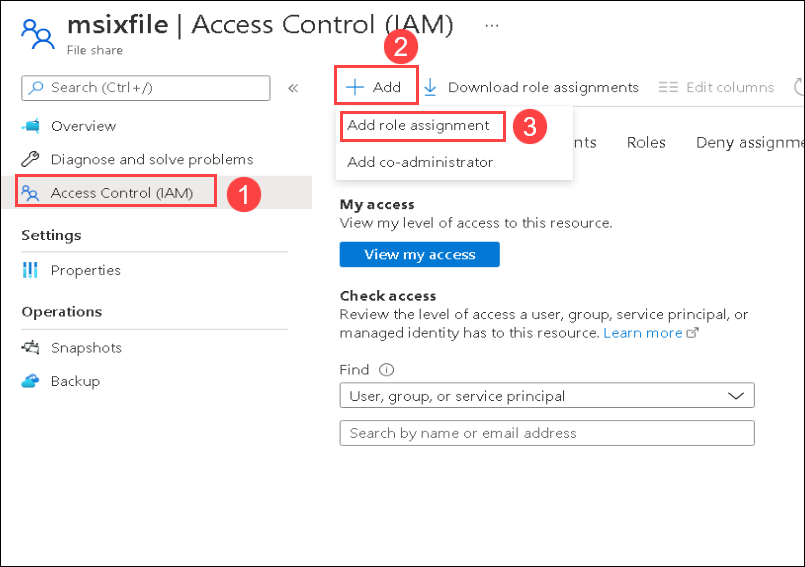 msixfile | Access Control (IAM) ...
File share
2
Search (Ctrl+/) «
Add Download role assignments Edit columns
Overview
Add role assignment 3
nts Roles Deny assignme
Diagnose and solve problems
Add co-administrator
Access Control (IAM) 1
My access
View my level of access to this resource.
Settings
View my access
Properties
Check access
Operations
Review the level of access a user, group, service principal, or
managed identity has to this resource. Learn more
Snapshots
Find
Backup
User, group, or service principal
Search by name or email address